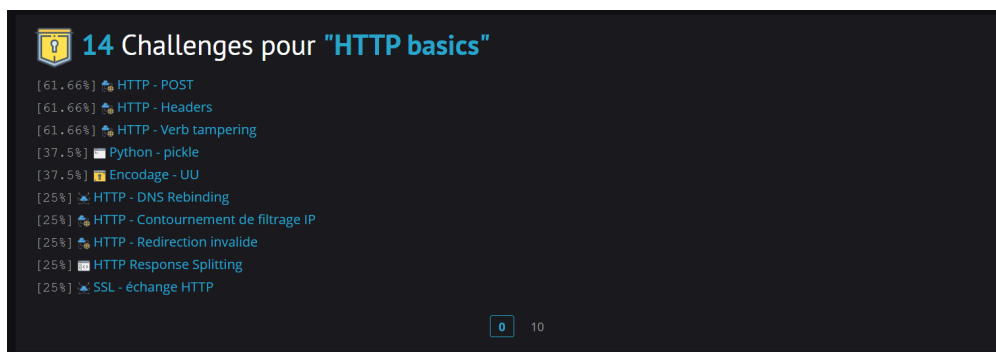 14 Challenges pour "HTTP basics"
[61.66%] HTTP - POST
[61.66%] HTTP - Headers
[61.66%] HTTP - Verb tampering
[37.5%] Python - pickle
[37.5%] Encodage - UU
[25%] HTTP - DNS Rebinding
[25%] HTTP - Contournement de filtrage IP
[25%] HTTP - Redirection invalide
[25%] HTTP Response Splitting
[25%] SSL - échange HTTP
0 10